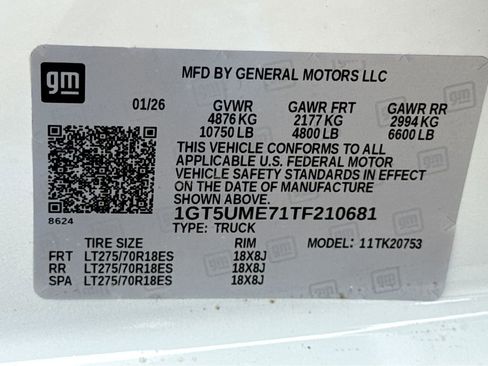 gm
MFD BY GENERAL MOTORS LLC
01/26 GVWR GAWR FRT GAWR RR
4876 KG 2177 KG 2994 KG
10750 LB 4800 LB 6600 LB
THIS VEHICLE CONFORMS TO ALL
APPLICABLE U.S. FEDERAL MOTOR
VEHICLE SAFETY STANDARDS IN EFFECT
ON THE DATE OF MANUFACTURE
SHOWN ABOVE.
8624
1GT5UME71TF210681
TYPE: TRUCK
TIRE SIZE RIM MODEL: 11TK20753
FRT LT275/70R18ES 18X8J
RR LT275/70R18ES 18X8J
SPA LT275/70R18ES 18X8J